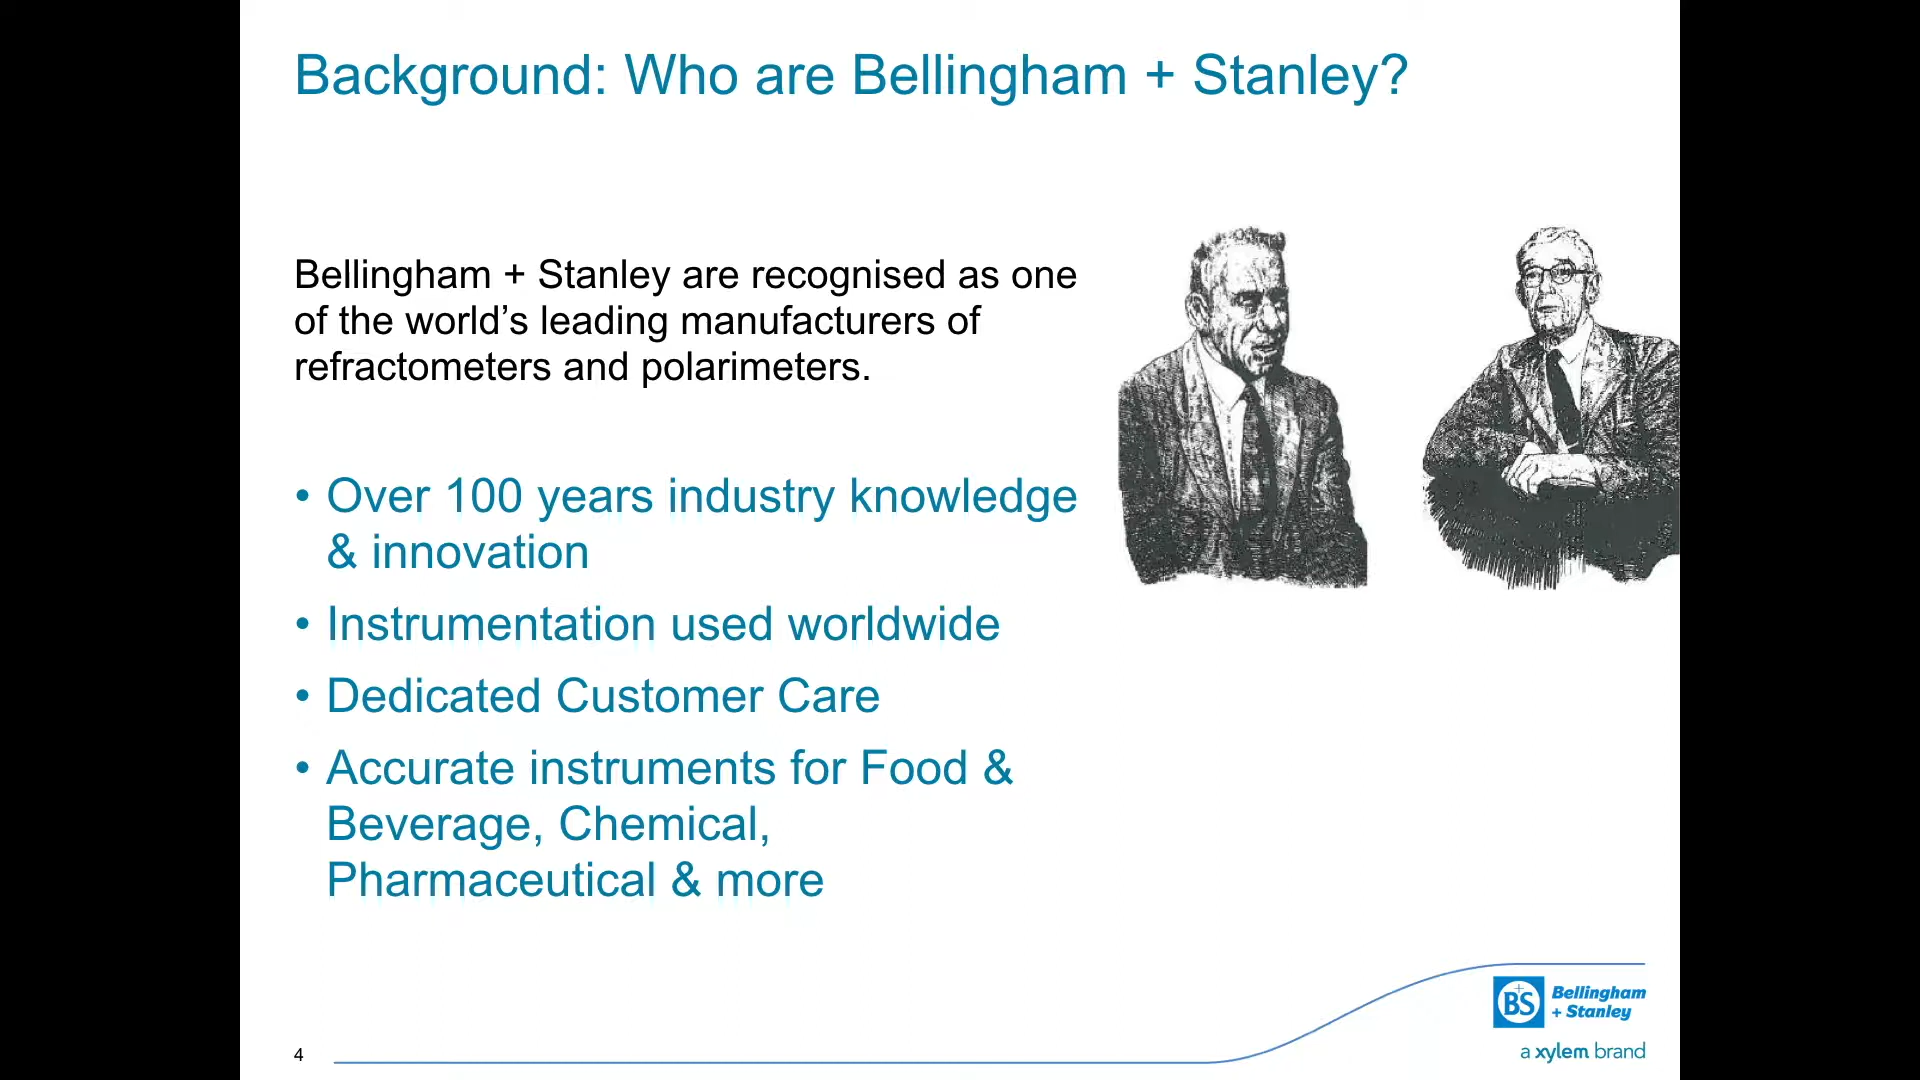 Background: Who are Bellingham + Stanley?
Bellingham + Stanley are recognised as one
of the world’s leading manufacturers of
refractometers and polarimeters.
• Over 100 years industry knowledge
& innovation
• Instrumentation used worldwide
• Dedicated Customer Care
• Accurate instruments for Food &
Beverage, Chemical,
Pharmaceutical & more
4
B+S
Bellingham
+ Stanley
a xylem brand